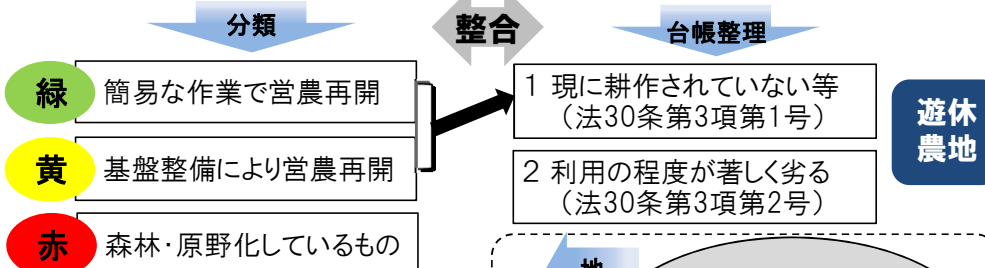 分類
整合
台帳整理
緑
簡易な作業で営農再開
黄
基盤整備により営農再開
赤
森林・原野化しているもの
1 現に耕作されていない等
（法30条第3項第1号）
2 利用の程度が著しく劣る
（法30条第3項第2号）
遊休
農地
地